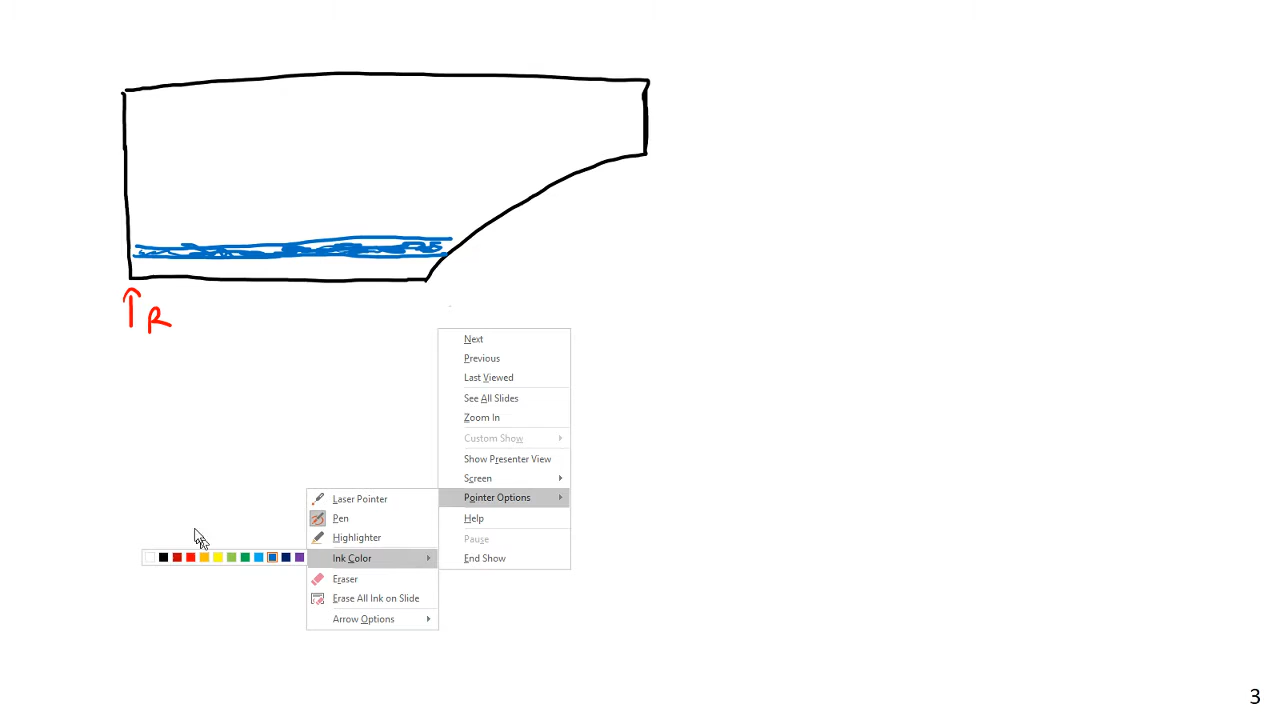 R
Next
Previous
Last Viewed
See All Slides
Zoom In
Custom Show
Show Presenter View
Screen
Pointer Options
Help
Pause
End Show
Laser Pointer
Pen
Highlighter
Ink Color
Eraser
Erase All Ink on Slide
Arrow Options
3